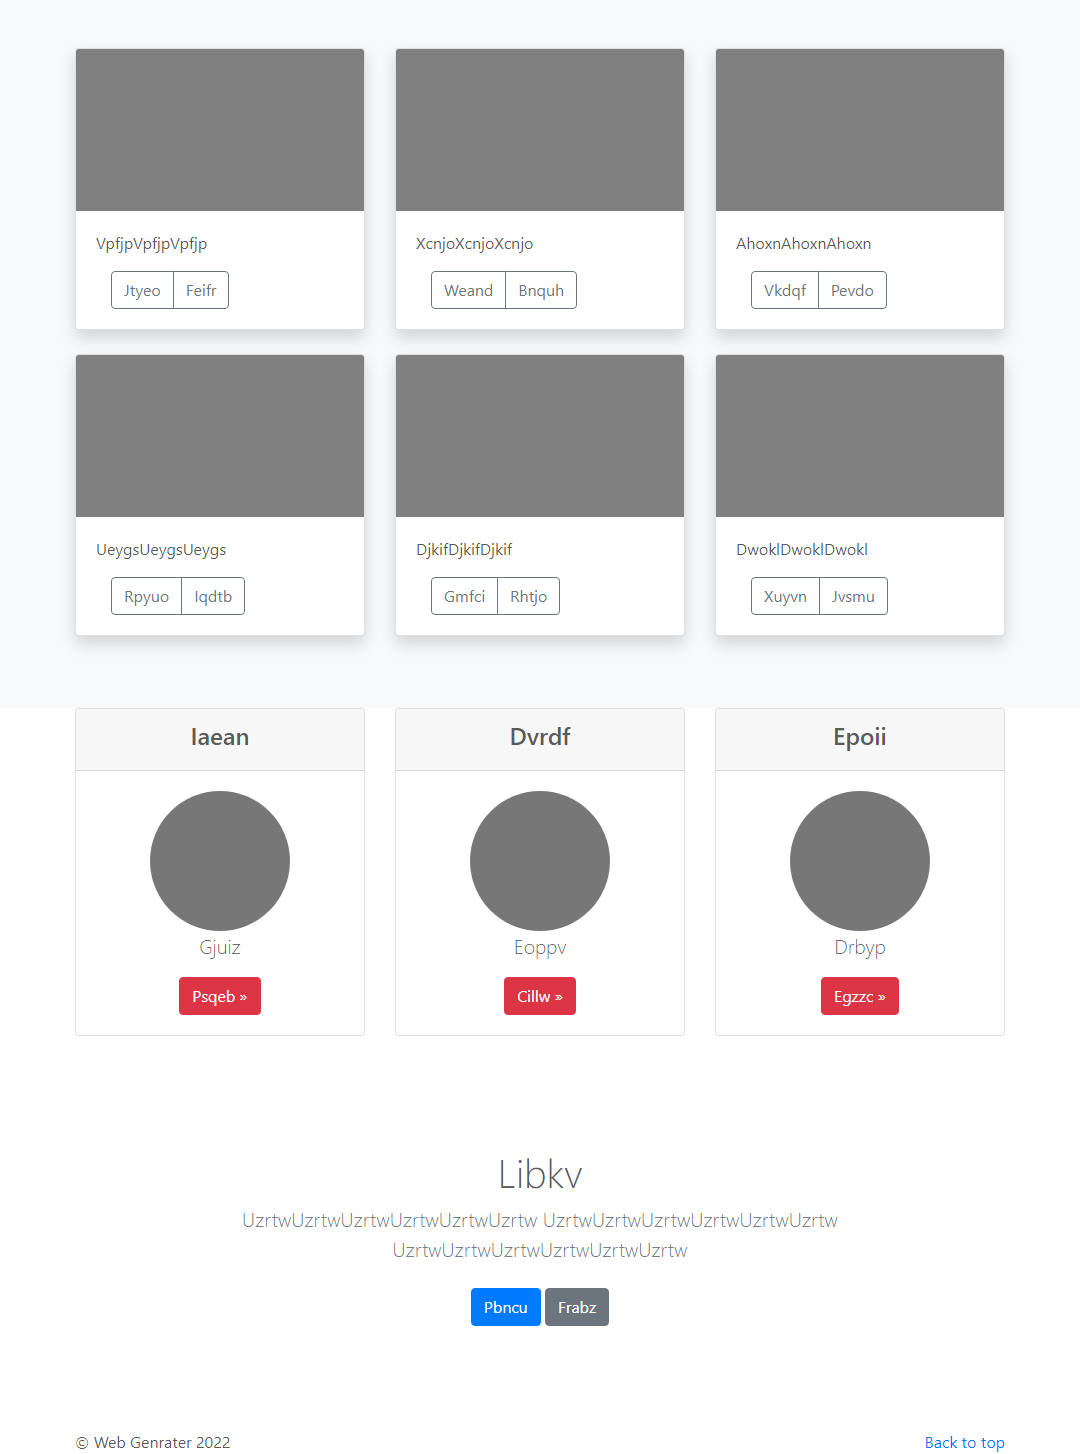 VpfjpVpfjpVpfjp
XcnjoXcnjoXcnjo
AhoxnAhoxnAhoxn
Jtyeo Feifr
Weand Bnquh
Vkdqf Pevdo
UeygsUeygsUeygs
DjkifDjkifDjkif
DwoklDwoklDwokl
Rpyuo Iqdtb
Gmfci Rhtjo
Xuyvn Jvsmu
Iaean
Dvrdf
Epoii
Gjuiz
Eoppv
Drbyp
Psqeb »
Cillw »
Egzzc »
Libkv
UzrtwUzrtwUzrtwUzrtwUzrtwUzrtw UzrtwUzrtwUzrtwUzrtwUzrtwUzrtw
UzrtwUzrtwUzrtwUzrtwUzrtwUzrtw
Pbncu Frabz
© Web Genrater 2022
Back to top